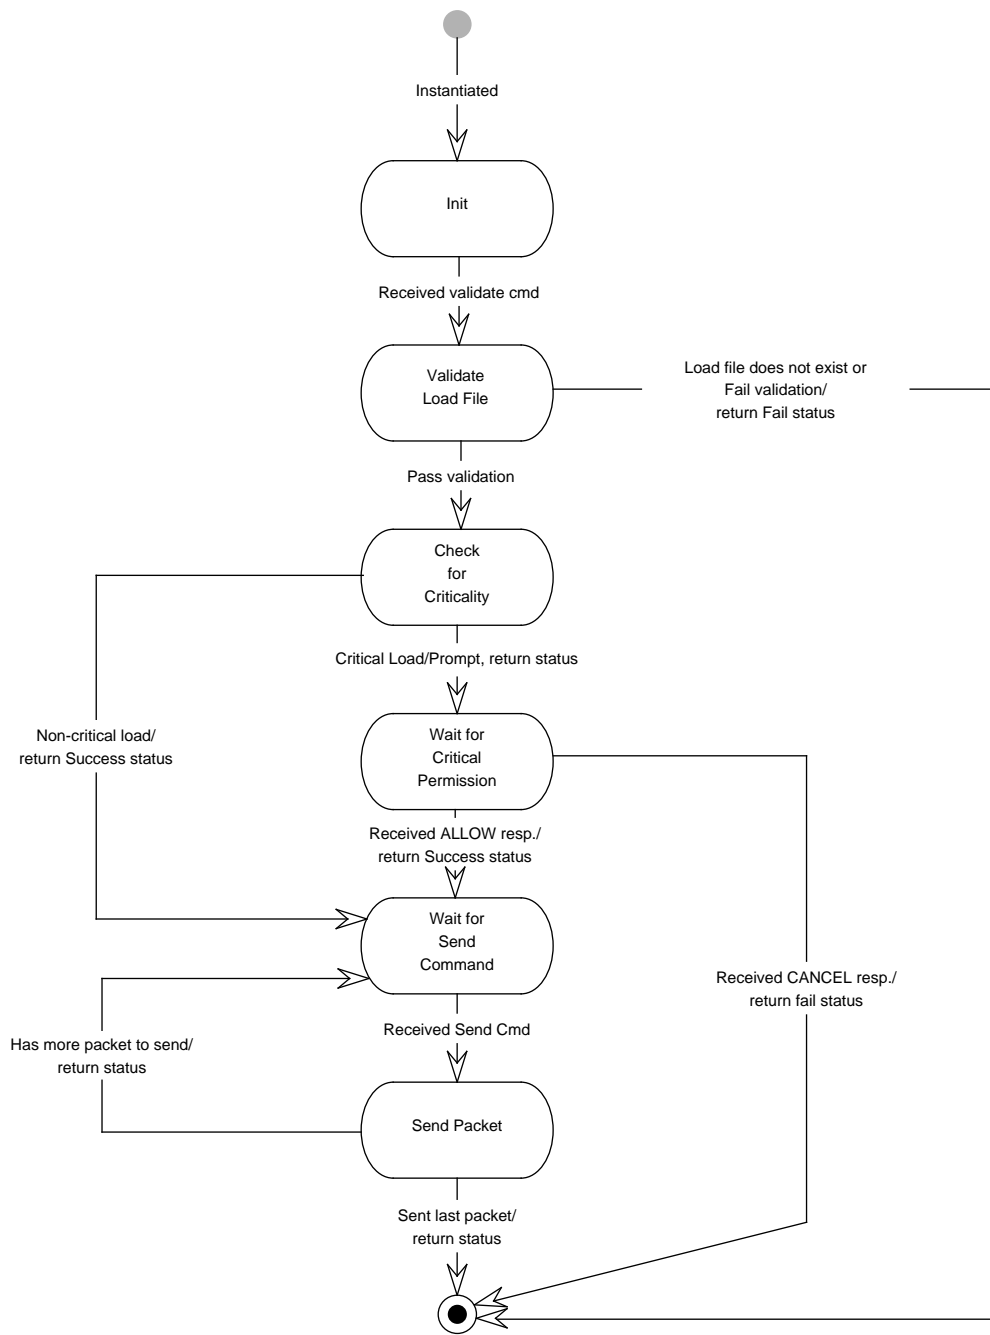 Instantiated
Init
Received validate cmd
Validate
Load File
Load file does not exist or
Fail validation/
return Fail status
Pass validation
Check
for
Criticality
Critical Load/Prompt, return status
Non-critical load/
return Success status
Wait for
Critical
Permission
Received ALLOW resp./
return Success status
Wait for
Send
Command
Received CANCEL resp./
return fail status
Received Send Cmd
Has more packet to send/
return status
Send Packet
Sent last packet/
return status